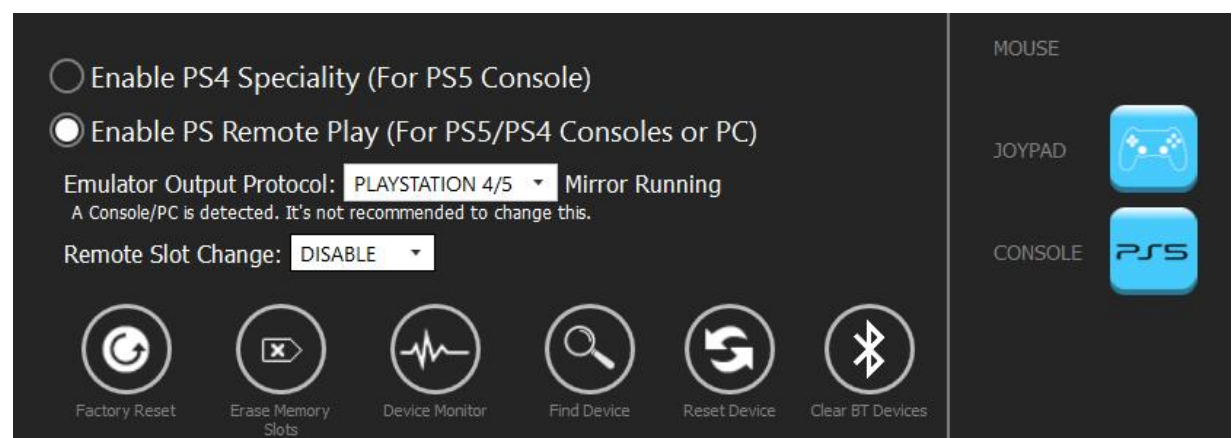 Enable PS4 Speciality (For PS5 Console)
Enable PS Remote Play (For PS5/PS4 Consoles or PC)
Emulator Output Protocol: PLAYSTATION 4/5 Mirror Running
A Console/PC is detected. It's not recommended to change this.
Remote Slot Change: DISABLE
Factory Reset
Erase Memory
Slots
Device Monitor
Find Device
Reset Device
Clear BT Devices
MOUSE
JOYPAD
CONSOLE PS5